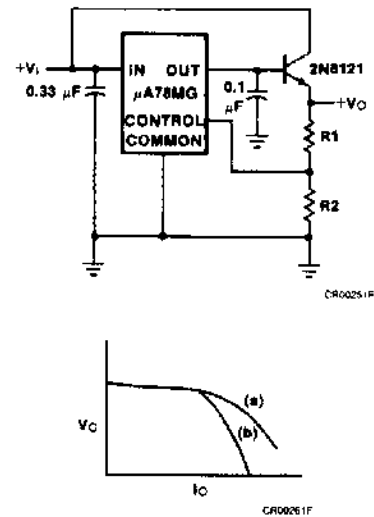 +VI
IN OUT
2N6121
0.33 μF
μA78MG
0.1
μF
+VO
CONTROL
COMMON
R1
R2
CR00251F
(a)
VO
(b)
IO
CR00261F